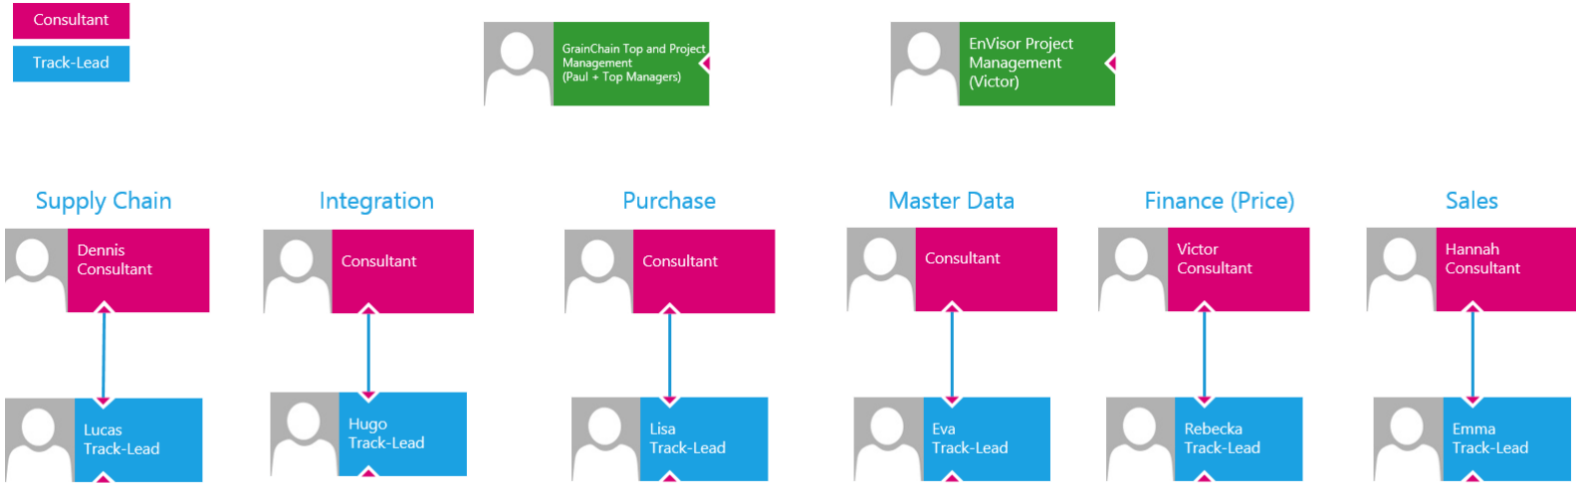 Consultant
Track-Lead
GrainChain Top and Project
Management
(Paul + Top Managers)
EnVisor Project
Management
(Victor)
Supply Chain
Integration
Purchase
Master Data
Finance (Price)
Sales
Dennis
Consultant
Consultant
Consultant
Consultant
Victor
Consultant
Hannah
Consultant
Lucas
Track-Lead
Hugo
Track-Lead
Lisa
Track-Lead
Eva
Track-Lead
Rebecka
Track-Lead
Emma
Track-Lead